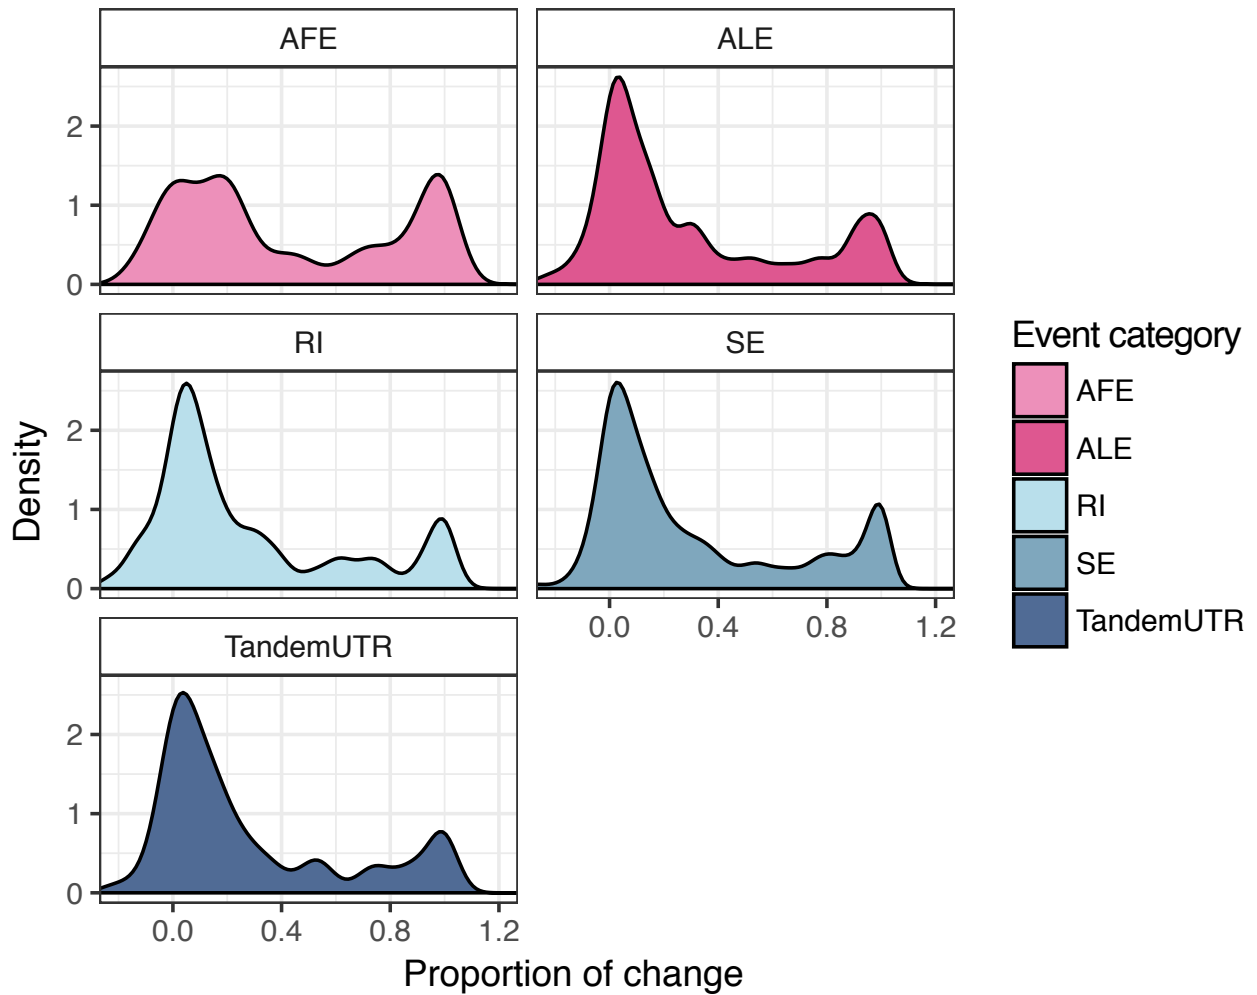 AFE
ALE
2
1
0
RI
SE
2
1
0
0.0 0.4 0.8 1.2
TandemUTR
2
1
0
0.0 0.4 0.8 1.2
Proportion of change
Density
Event category
AFE
ALE
RI
SE
TandemUTR